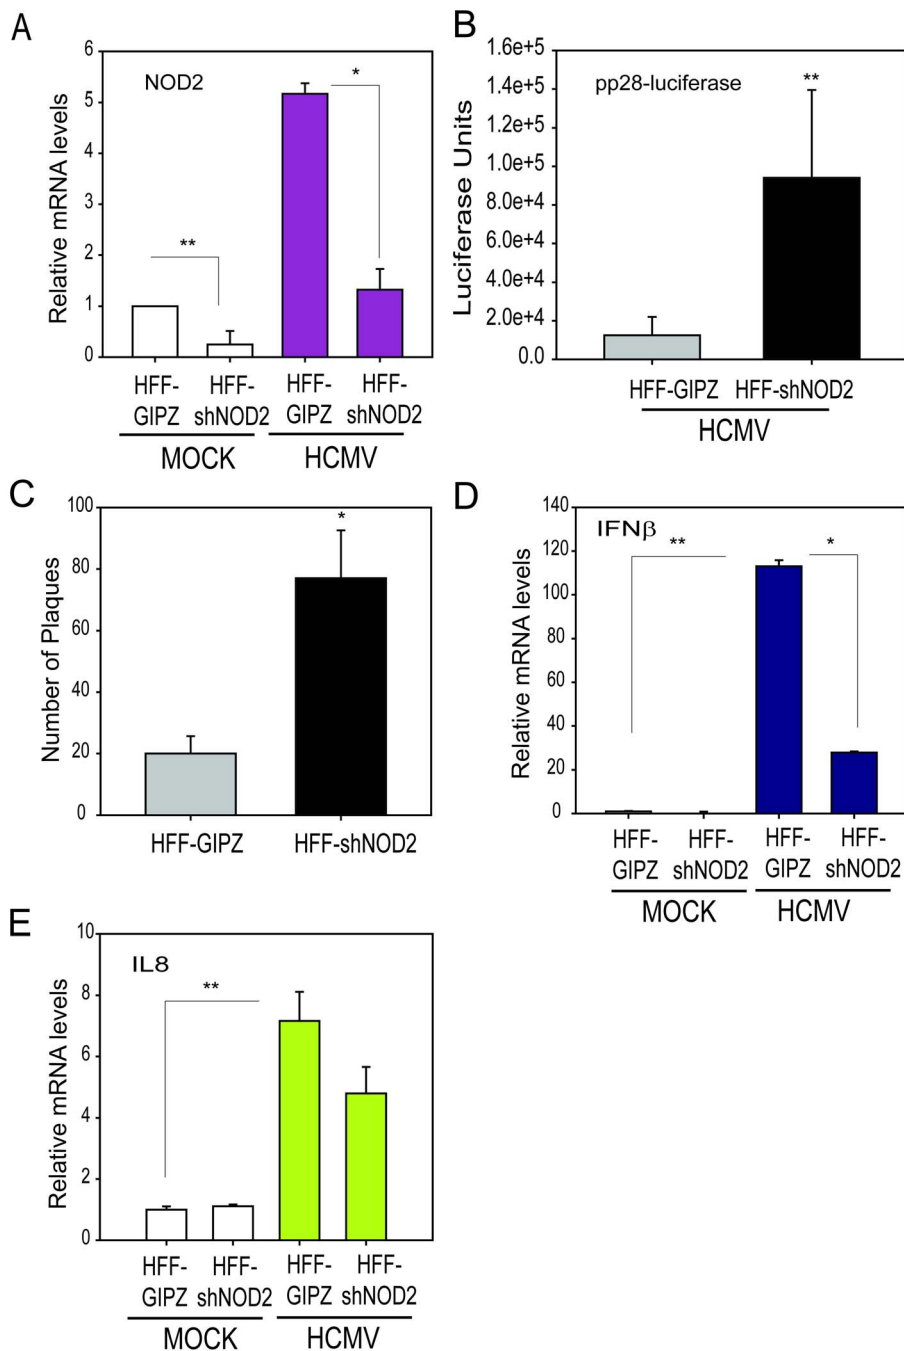 A
NOD2
Relative mRNA levels
6
5
4
3
2
1
0
**
*
HFF-
GIPZ
HFF-
shNOD2
HFF-
GIPZ
HFF-
shNOD2
MOCK
HCMV
B
pp28-luciferase
Luciferase Units
1.6e+5
1.4e+5
1.2e+5
1.0e+5
8.0e+4
6.0e+4
4.0e+4
2.0e+4
0.0
**
HFF-GIPZ
HFF-shNOD2
HCMV
C
Number of Plaques
100
80
60
40
20
0
*
HFF-GIPZ
HFF-shNOD2
D
IFNβ
Relative mRNA levels
140
120
100
80
60
40
20
0
**
*
HFF-
GIPZ
HFF-
shNOD2
HFF-
GIPZ
HFF-
shNOD2
MOCK
HCMV
E
IL8
Relative mRNA levels
10
8
6
4
2
0
**
HFF-
GIPZ
HFF-
shNOD2
HFF-
GIPZ
HFF-
shNOD2
MOCK
HCMV